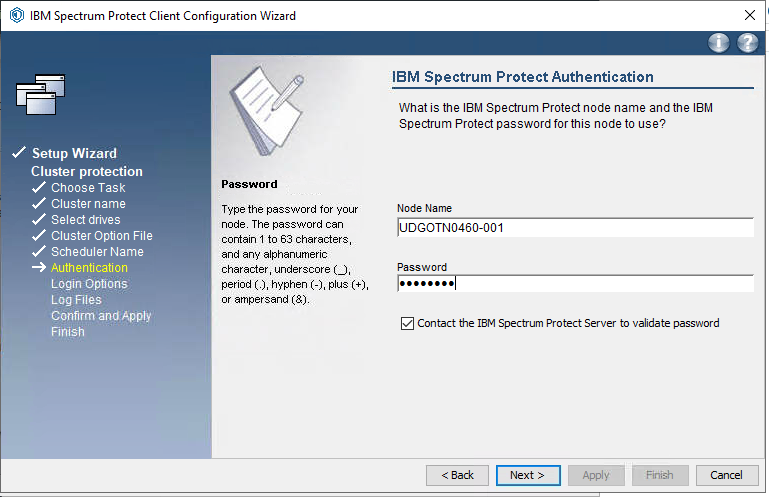 IBM Spectrum Protect Client Configuration Wizard
Setup Wizard
Cluster protection
Choose Task
Cluster name
Select drives
Cluster Option File
Scheduler Name
Authentication
Login Options
Log Files
Confirm and Apply
Finish
Password
Type the password for your
node. The password can
contain 1 to 63 characters,
and any alphanumeric
character, underscore (_),
period (.), hyphen (-), plus (+),
or ampersand (&).
IBM Spectrum Protect Authentication
What is the IBM Spectrum Protect node name and the IBM
Spectrum Protect password for this node to use?
Node Name
UDGOTN0460-001
Password
••••••••
Contact the IBM Spectrum Protect Server to validate password
< Back
Next >
Apply
Finish
Cancel